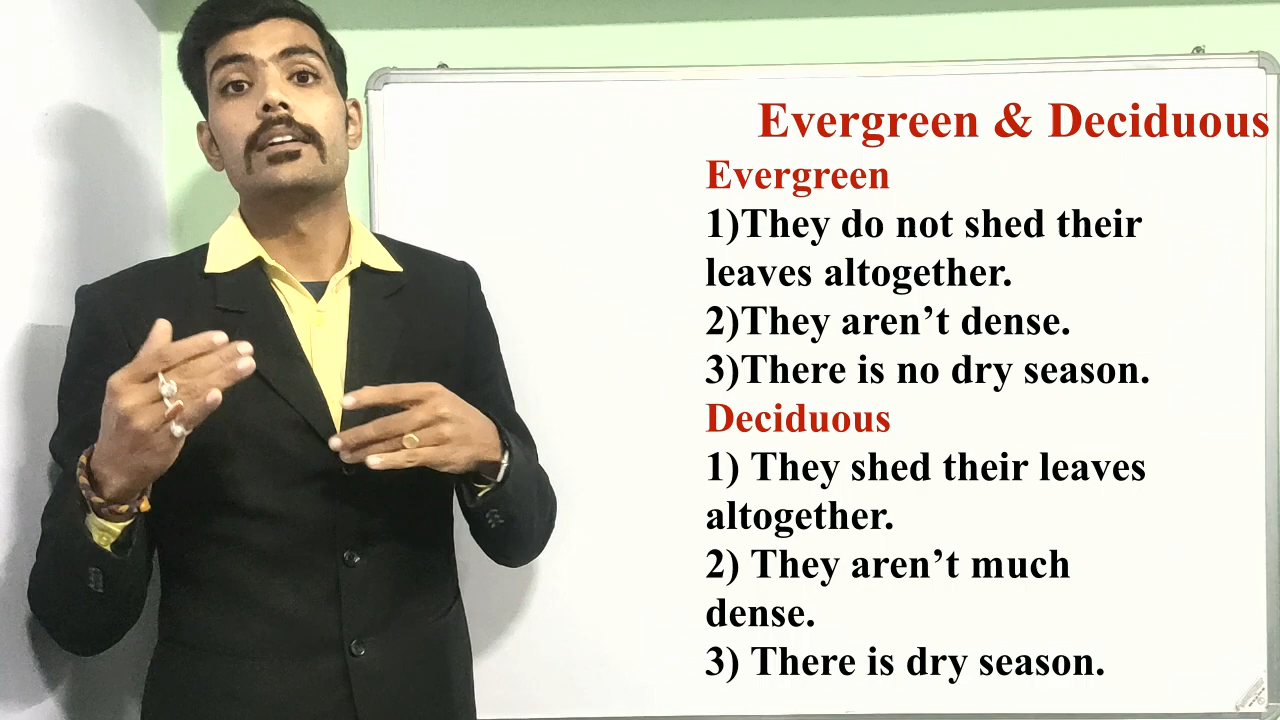 Evergreen & Deciduous
Evergreen
1)They do not shed their
leaves altogether.
2)They aren’t dense.
3)There is no dry season.
Deciduous
1) They shed their leaves
altogether.
2) They aren’t much
dense.
3) There is dry season.